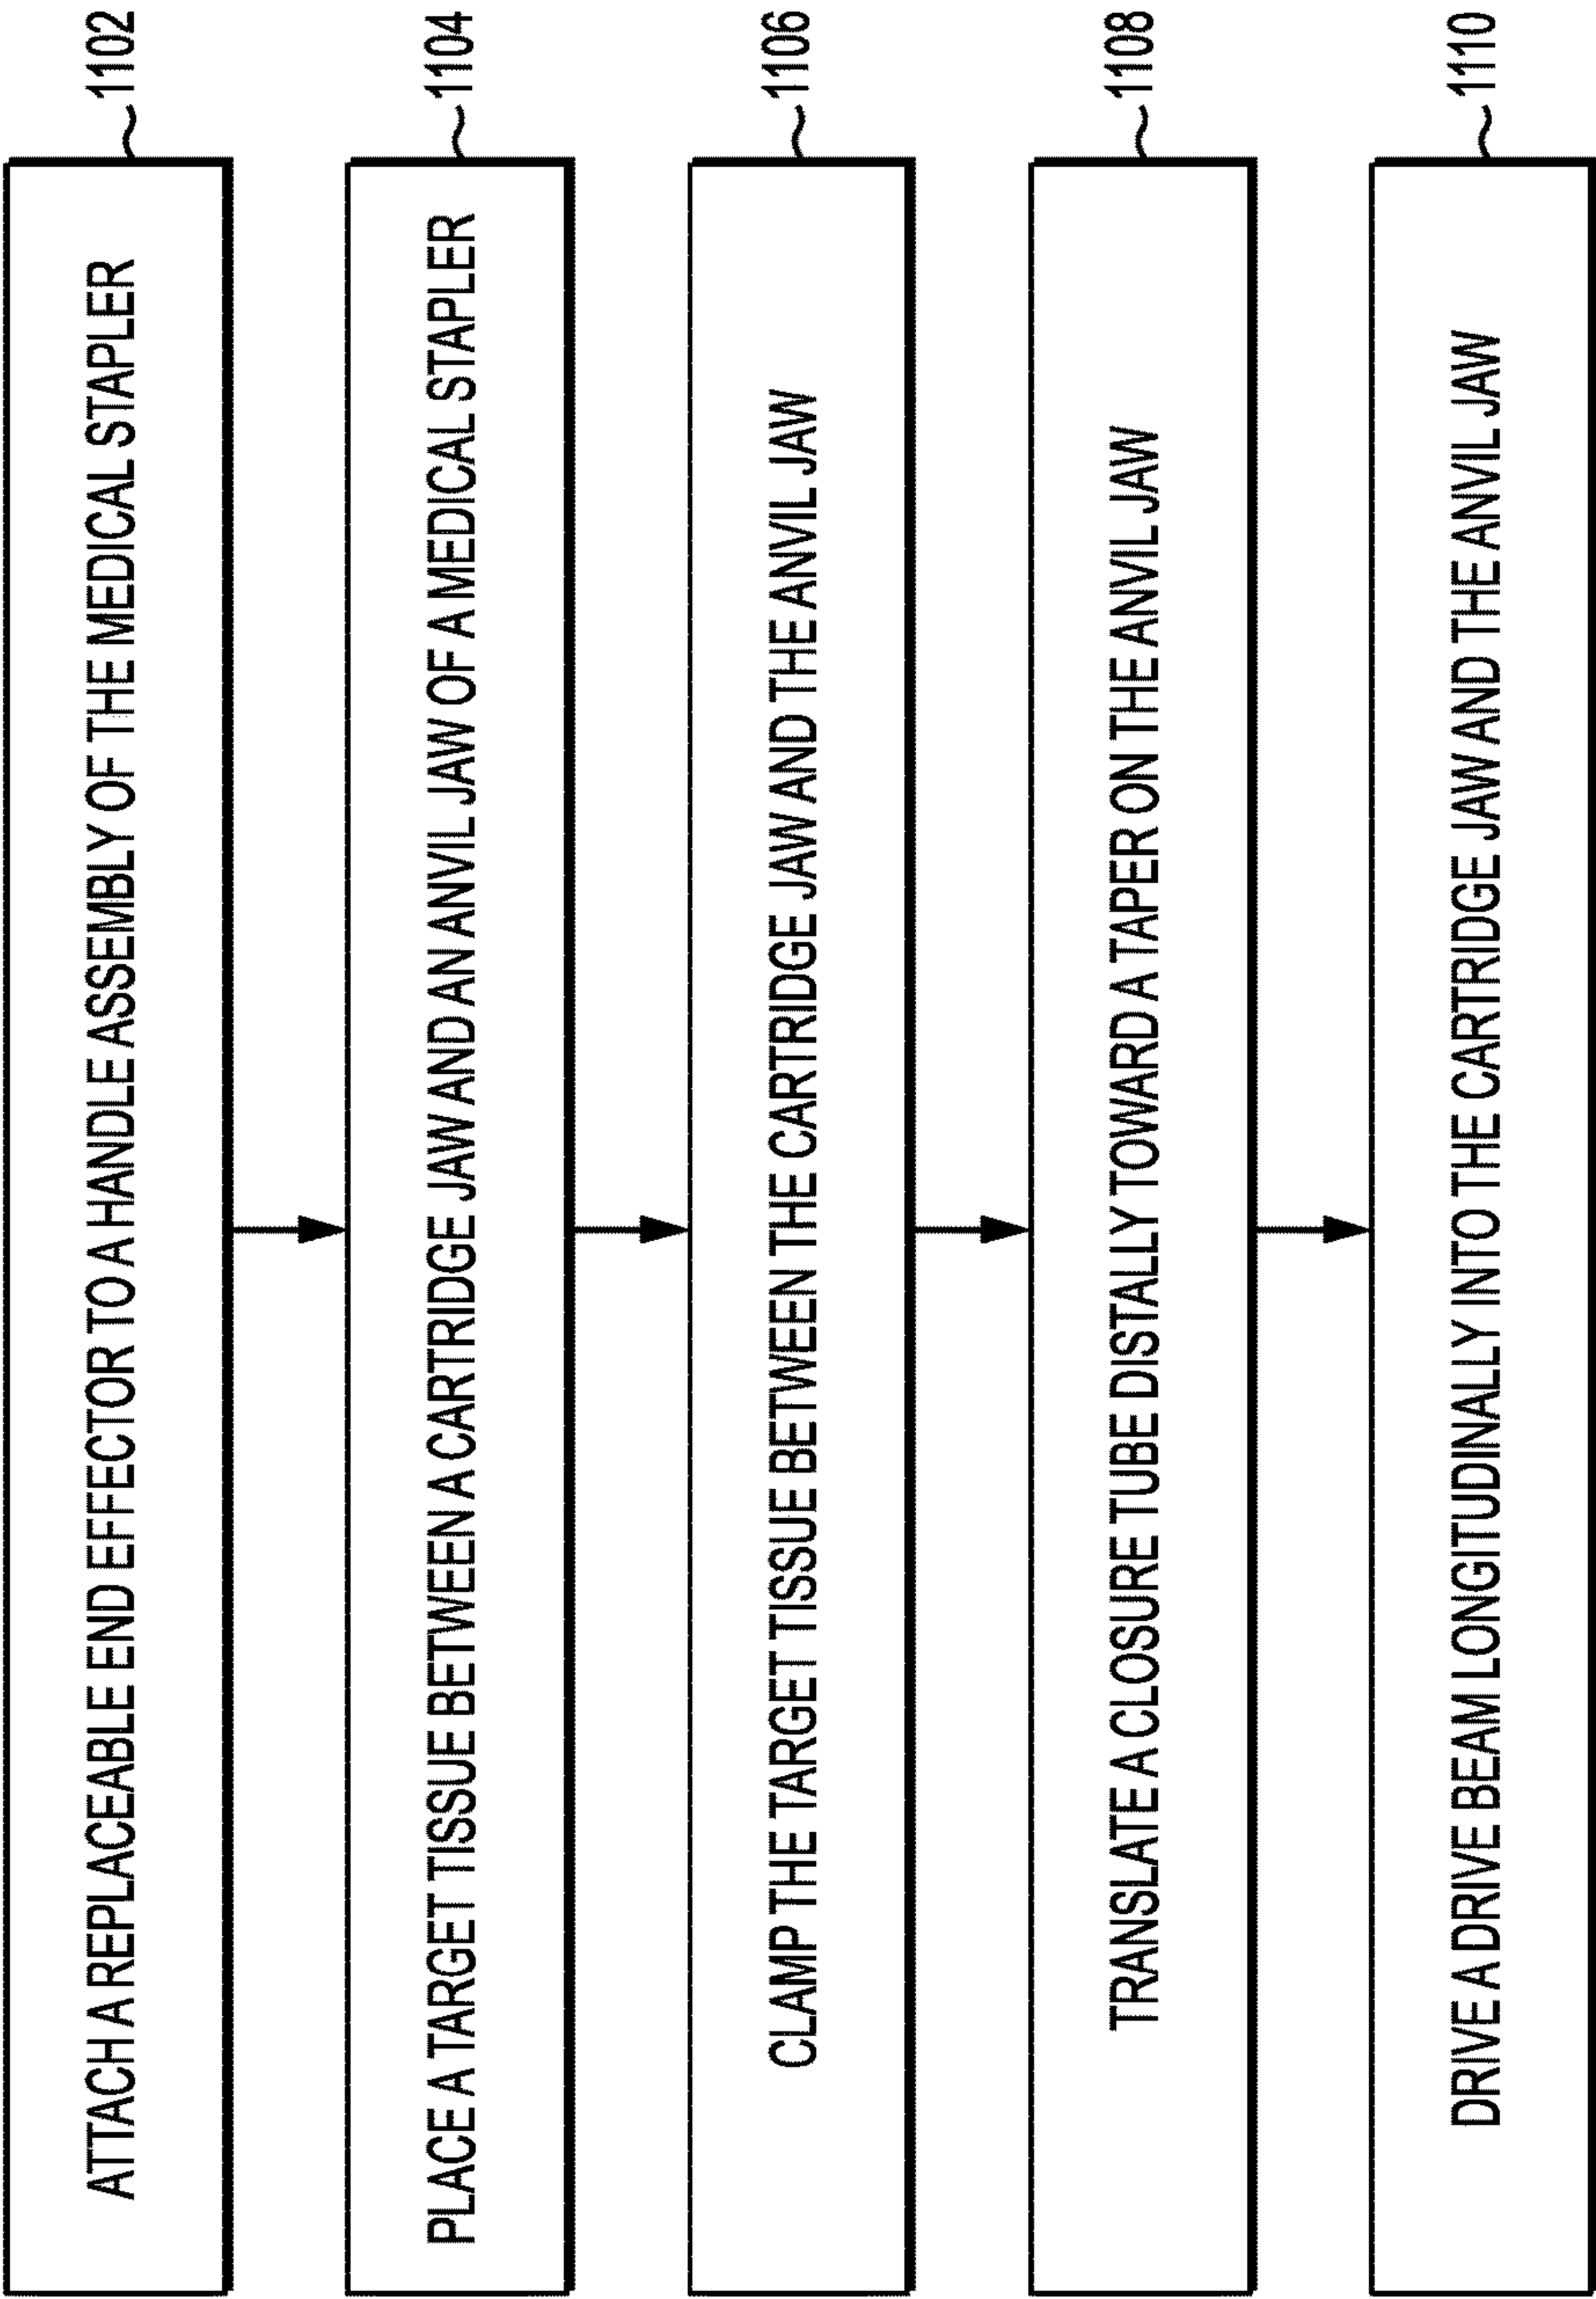 ATTACH A REPLACEABLE END EFFECTOR TO A HANDLE ASSEMBLY OF THE MEDICAL STAPLER
1102
PLACE A TARGET TISSUE BETWEEN A CARTRIDGE JAW AND AN ANVIL JAW OF A MEDICAL STAPLER
1104
CLAMP THE TARGET TISSUE BETWEEN THE CARTRIDGE JAW AND THE ANVIL JAW
1106
TRANSLATE A CLOSURE TUBE DISTALLY TOWARD A TAPER ON THE ANVIL JAW
1108
DRIVE A DRIVE BEAM LONGITUDINALLY INTO THE CARTRIDGE JAW AND THE ANVIL JAW
1110